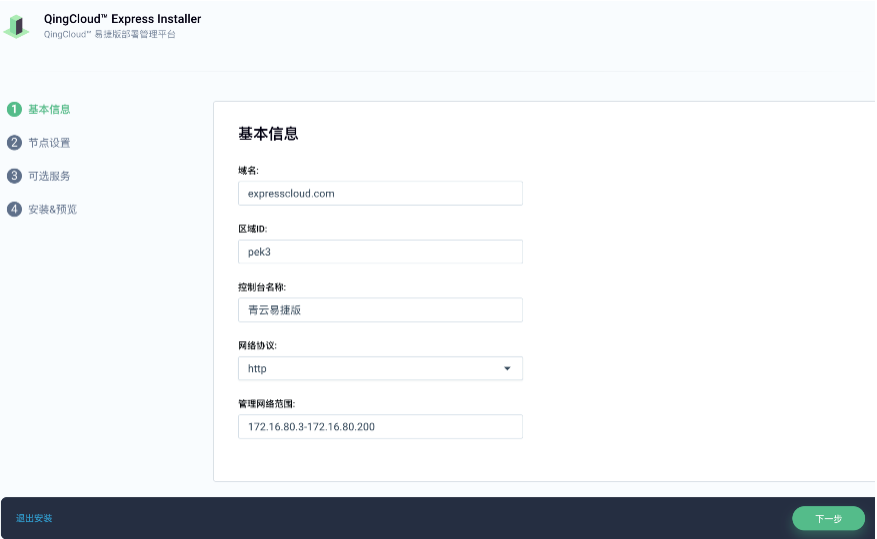 QingCloud™ Express Installer
QingCloud™ 易捷版部署管理平台
1 基本信息
2 节点设置
3 可选服务
4 安装&预览
基本信息
域名:
expresscloud.com
区域ID:
pek3
控制台名称:
青云易捷版
网络协议:
http
管理网络范围:
172.16.80.3-172.16.80.200
退出安装
下一步